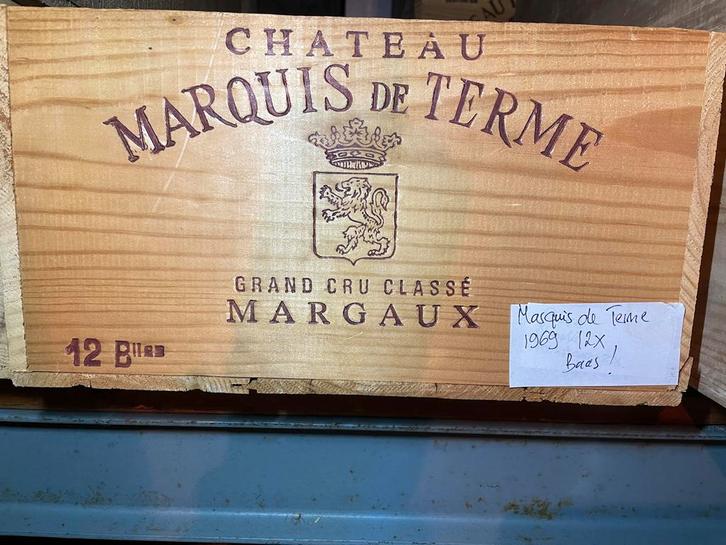 CHATEAU
MARQUIS DE TERME
GRAND CRU CLASSÉ
MARGAUX
12 Blles
Marquis de Terme
1969 12x
Baas!